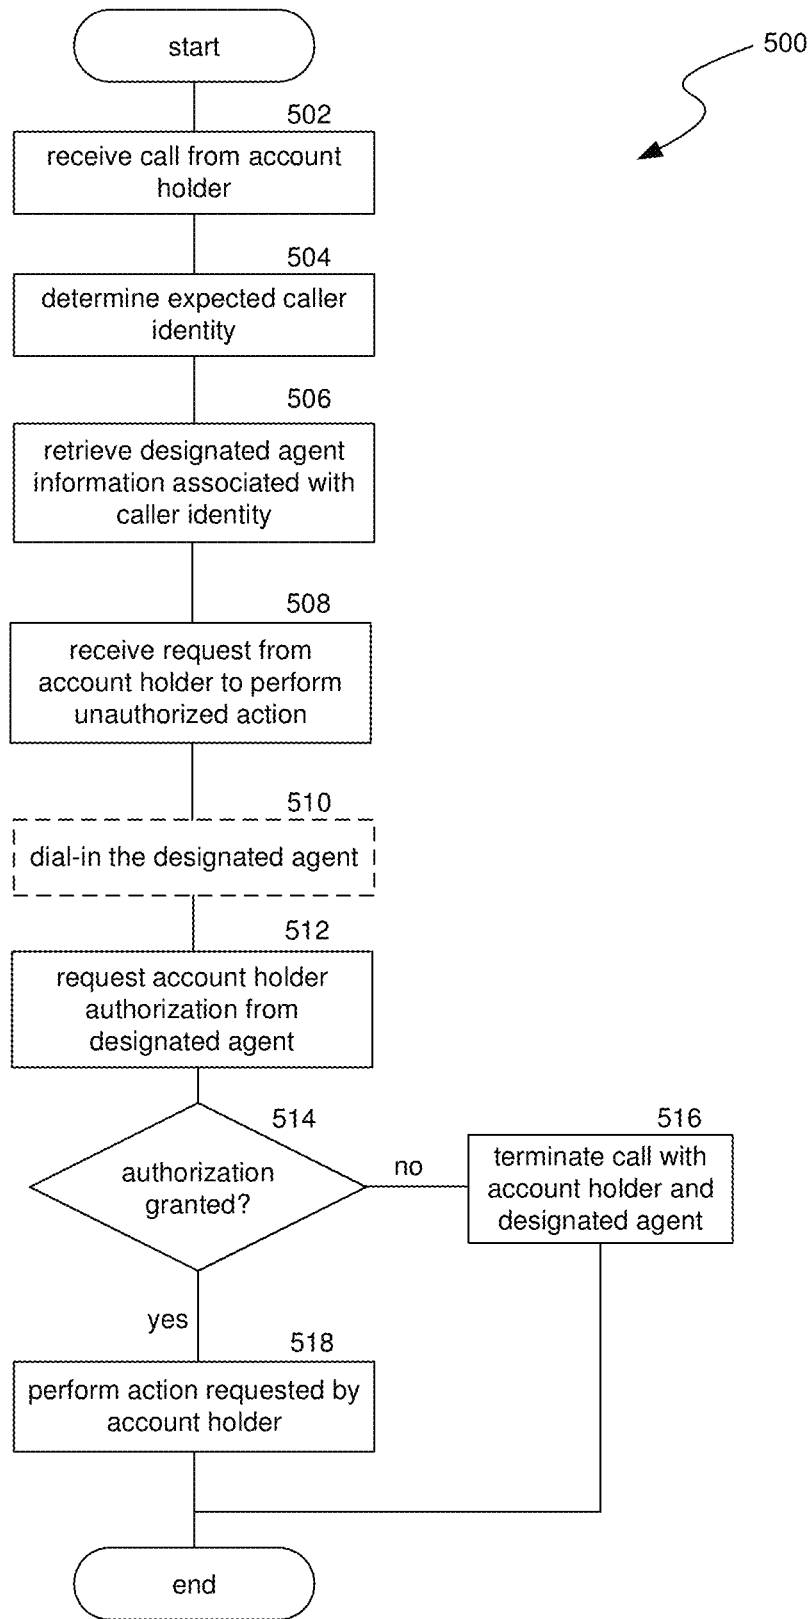 start
500
502
receive call from account
holder
504
determine expected caller
identity
506
retrieve designated agent
information associated with
caller identity
508
receive request from
account holder to perform
unauthorized action
510
dial-in the designated agent
512
request account holder
authorization from
designated agent
514
authorization
granted?
no
516
terminate call with
account holder and
designated agent
yes
518
perform action requested by
account holder
end